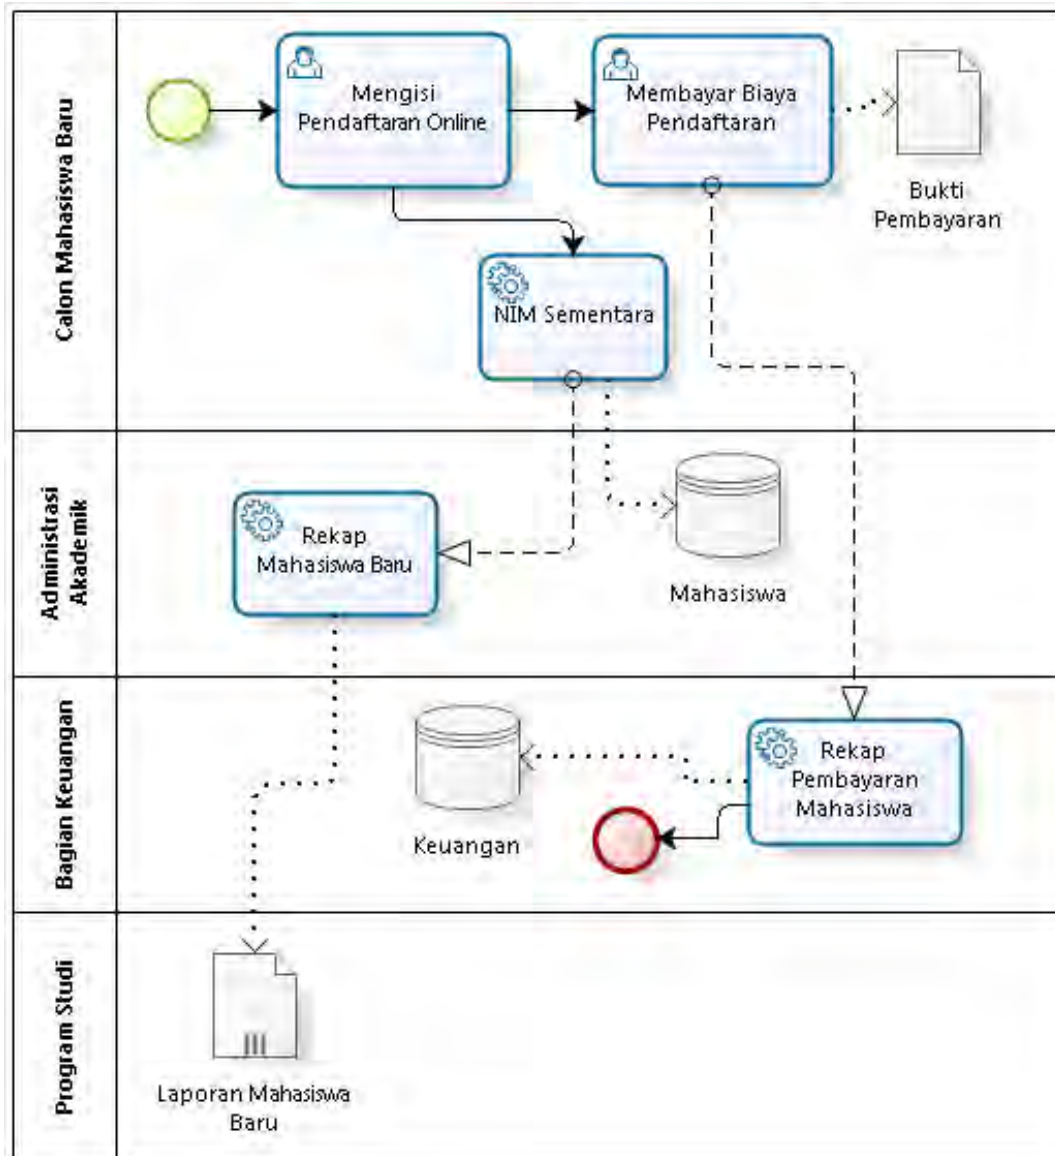 Calon Mahasiswa Baru
Mengisi
Pendaftaran Online
Membayar Biaya
Pendaftaran
Bukti
Pembayaran
NIM Sementara
Administrasi
Akademik
Rekap
Mahasiswa Baru
Mahasiswa
Bagian Keuangan
Keuangan
Rekap
Pembayaran
Mahasiswa
Program Studi
Laporan Mahasiswa
Baru